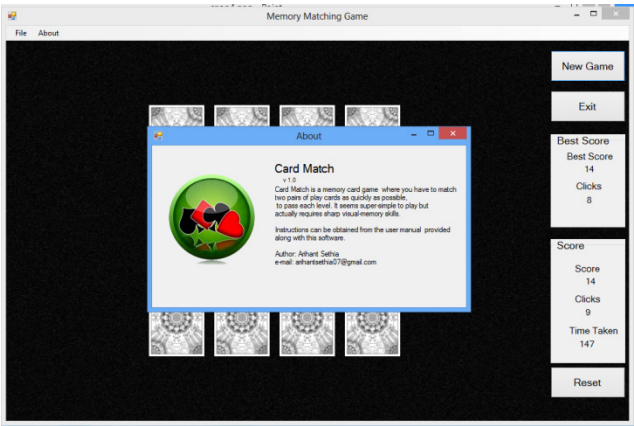 Memory Matching Game
File About
New Game
Exit
Best Score
Best Score
14
Clicks
8
About
Card Match
v 1.0
Card Match is a memory card game where you have to match
two pairs of play cards as quickly as possible,
to pass each level. It seems super-simple to play but
actually requires sharp visual-memory skills.
Instructions can be obtained from the user manual provided
along with this software.
Author: Arihant Sethia
e-mail: arihantsethia07@gmail.com
Score
Score
14
Clicks
9
Time Taken
147
Reset